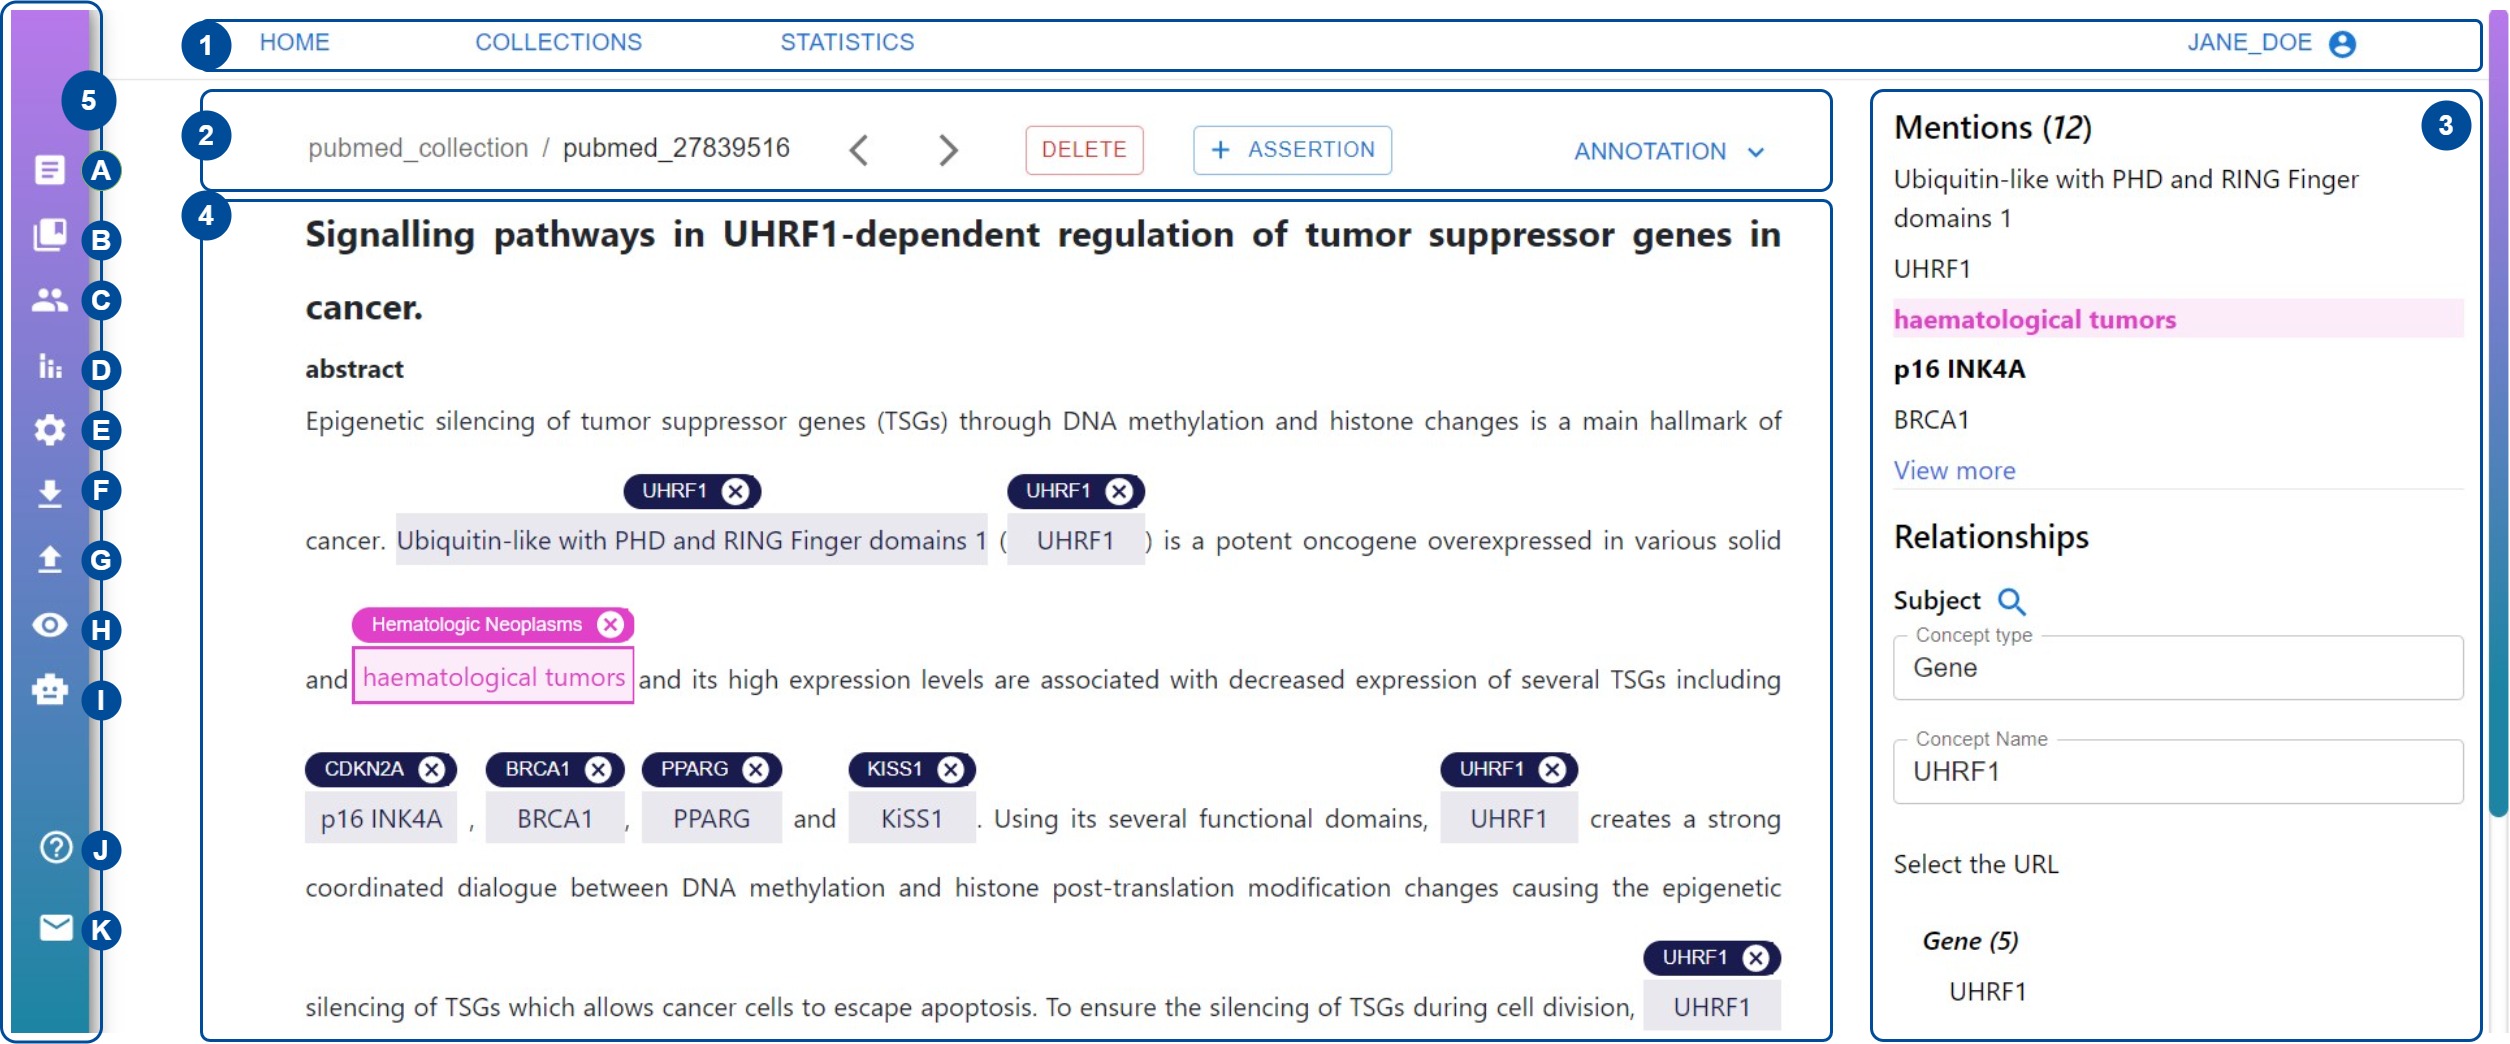 1 HOME COLLECTIONS STATISTICS JANE_DOE
5
A
B
C
D
E
F
G
H
I
J
K
2 pubmed_collection / pubmed_27839516 DELETE + ASSERTION ANNOTATION
4
Signalling pathways in UHRF1-dependent regulation of tumor suppressor genes in
cancer.
abstract
Epigenetic silencing of tumor suppressor genes (TSGs) through DNA methylation and histone changes is a main hallmark of
UHRF1 UHRF1
cancer. Ubiquitin-like with PHD and RING Finger domains 1 ( UHRF1 ) is a potent oncogene overexpressed in various solid
Hematologic Neoplasms
and haematological tumors and its high expression levels are associated with decreased expression of several TSGs including
CDKN2A BRCA1 PPARG KISS1 UHRF1
p16 INK4A , BRCA1 , PPARG and KiSS1 . Using its several functional domains, UHRF1 creates a strong
coordinated dialogue between DNA methylation and histone post-translation modification changes causing the epigenetic
UHRF1
silencing of TSGs which allows cancer cells to escape apoptosis. To ensure the silencing of TSGs during cell division, UHRF1
3
Mentions (12)
Ubiquitin-like with PHD and RING Finger
domains 1
UHRF1
haematological tumors
p16 INK4A
BRCA1
View more
Relationships
Subject
Concept type
Gene
Concept Name
UHRF1
Select the URL
Gene (5)
UHRF1